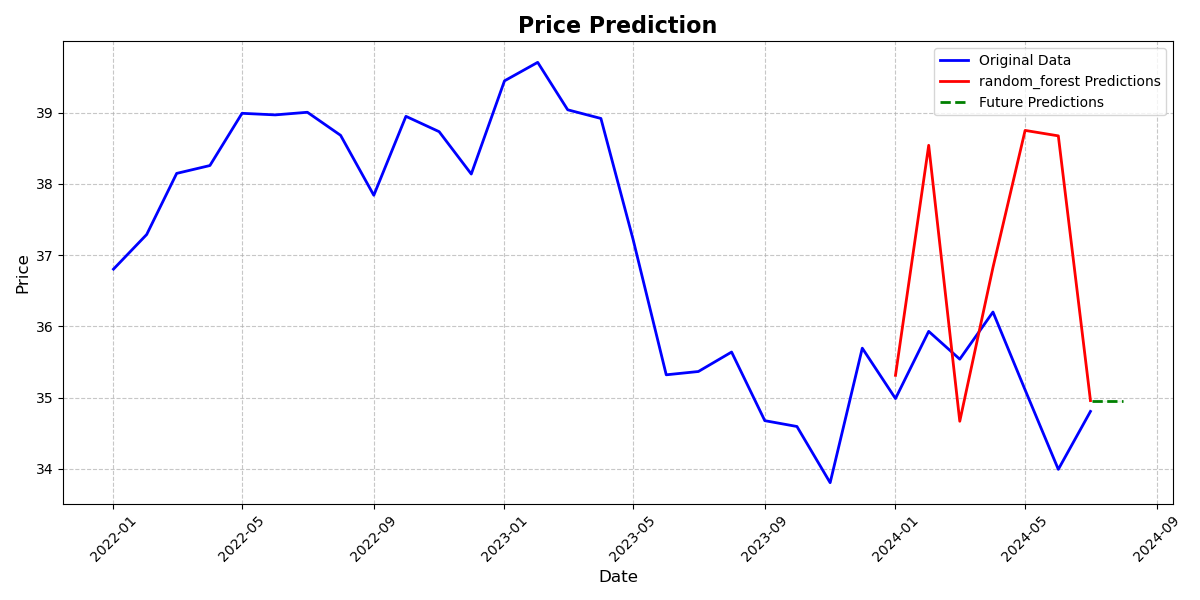 Price Prediction
Original Data
random_forest Predictions
Future Predictions
Price
39
38
37
36
35
34
2022-01
2022-05
2022-09
2023-01
2023-05
2023-09
2024-01
2024-05
2024-09
Date